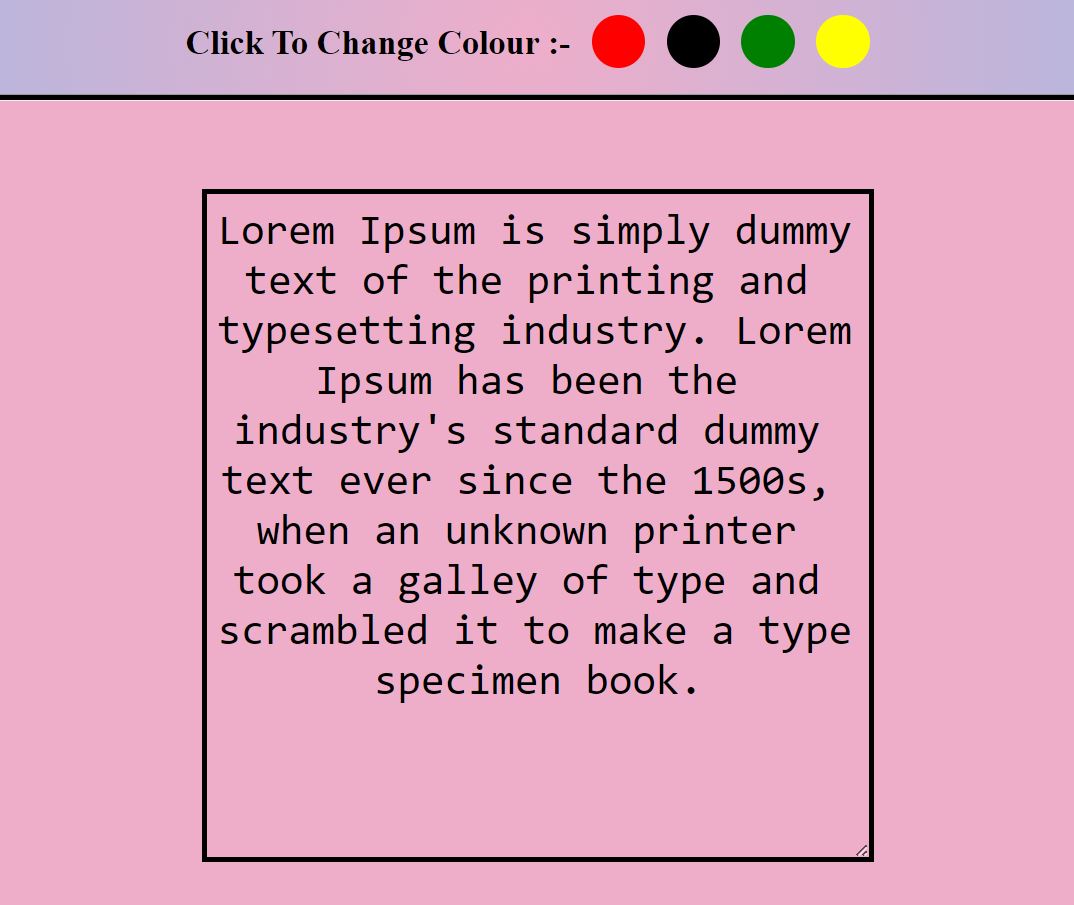 Click To Change Colour :-
Lorem Ipsum is simply dummy
text of the printing and
typesetting industry. Lorem
Ipsum has been the
industry's standard dummy
text ever since the 1500s,
when an unknown printer
took a galley of type and
scrambled it to make a type
specimen book.